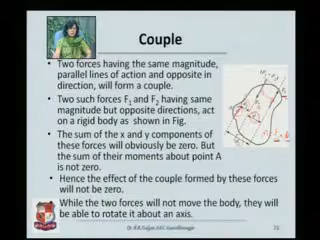 Couple
• Two forces having the same magnitude,
parallel lines of action and opposite in
direction, will form a couple.
• Two such forces F1 and F2 having same
magnitude but opposite directions, act
on a rigid body as shown in Fig.
• The sum of the x and y components of
these forces will obviously be zero. But
the sum of their moments about point A
is not zero.
• Hence the effect of the couple formed by these forces
will not be zero.
While the two forces will not move the body, they will
be able to rotate it about an axis.